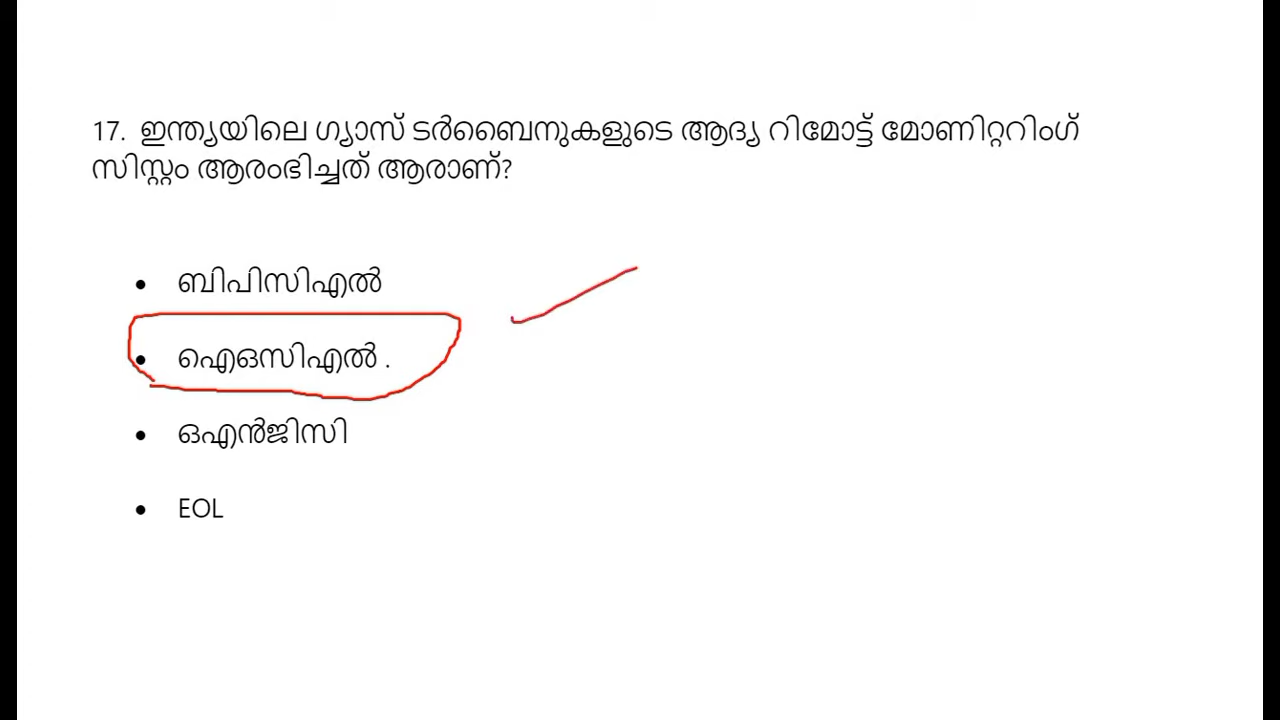 17. ഇന്ത്യയിലെ ഗ്യാസ് ടർബൈനുകളുടെ ആദ്യ റിമോട്ട് മോണിറ്ററിംഗ്
സിസ്റ്റം ആരംഭിച്ചത് ആരാണ്?
• ബിപിസിഎൽ
• ഐഒസിഎൽ .
• ഒഎൻജിസി
• EOL